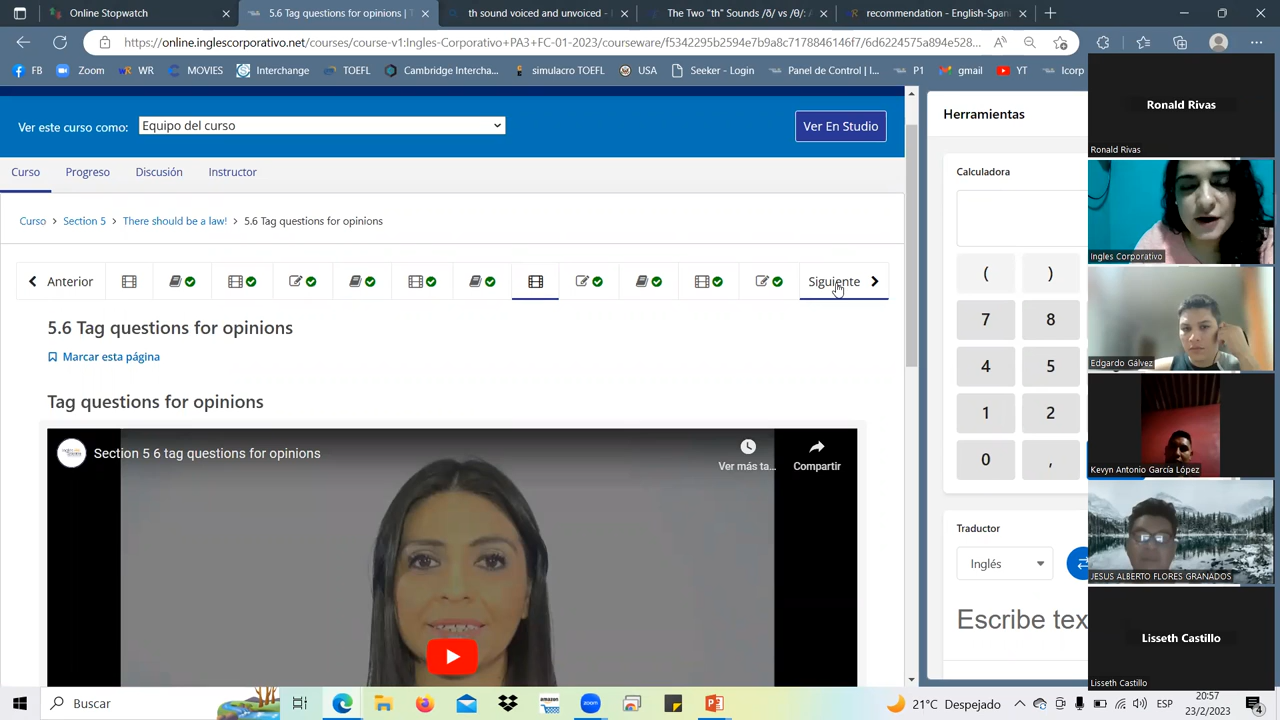 Online Stopwatch
5.6 Tag questions for opinions | T
th sound voiced and unvoiced -
The Two "th" Sounds /ð/ vs /θ/:
recommendation - English-Span
https://online.inglescorporativo.net/courses/course-v1:Ingles-Corporativo+PA3+FC-01-2023/courseware/f5342295b2594e7b9a8c7178846146f7/6d6224575a894e528...
FB
Zoom
WR
MOVIES
Interchange
TOEFL
Cambridge Intercha...
simulacro TOEFL
USA
Seeker - Login
Panel de Control | I...
P1
gmail
YT
Icorp
Ver este curso como:
Equipo del curso
Ver En Studio
Curso
Progreso
Discusión
Instructor
Curso > Section 5 > There should be a law! > 5.6 Tag questions for opinions
Anterior
Siguiente
5.6 Tag questions for opinions
Marcar esta página
Tag questions for opinions
Section 5 6 tag questions for opinions
Ver más ta...
Compartir
Herramientas
Calculadora
( )
7 8
4 5
1 2
0 ,
Traductor
Inglés
Escribe tex
Ronald Rivas
Ronald Rivas
Ingles Corporativo
Edgardo Gálvez
Kevyn Antonio García López
JESUS ALBERTO FLORES GRANADOS
Lisseth Castillo
Lisseth Castillo
Buscar
21°C Despejado
ESP
20:57
23/2/2023
4